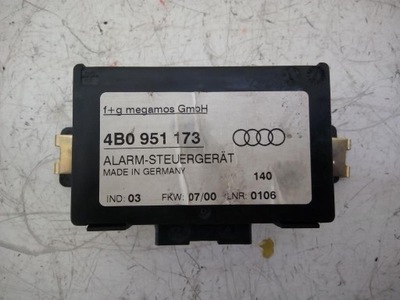 f+g megamos GmbH
4B0 951 173
ALARM-STEUERGERÄT
MADE IN GERMANY
140
IND: 03 FKW: 07/00 LNR: 0106